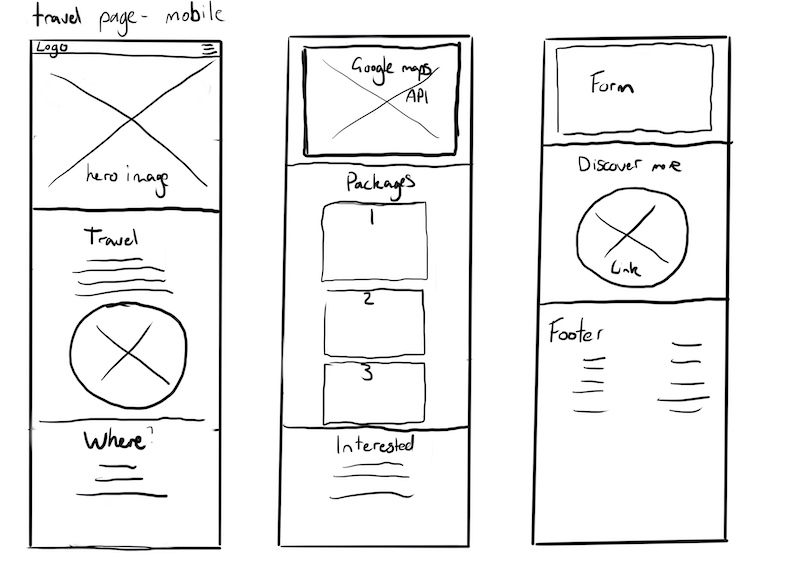 travel page- mobile
Logo
hero image
Travel
Where?
Google maps
API
Packages
1
2
3
Interested
Form
Discover more
Link
Footer